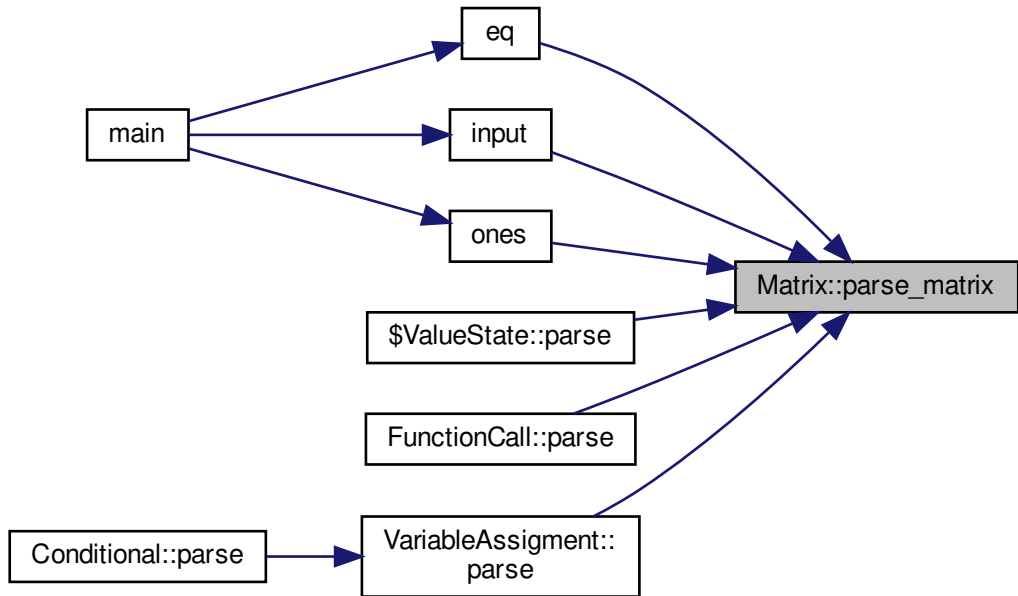 eq
main
input
ones
Matrix::parse_matrix
$ValueState::parse
FunctionCall::parse
Conditional::parse
VariableAssigment::
parse